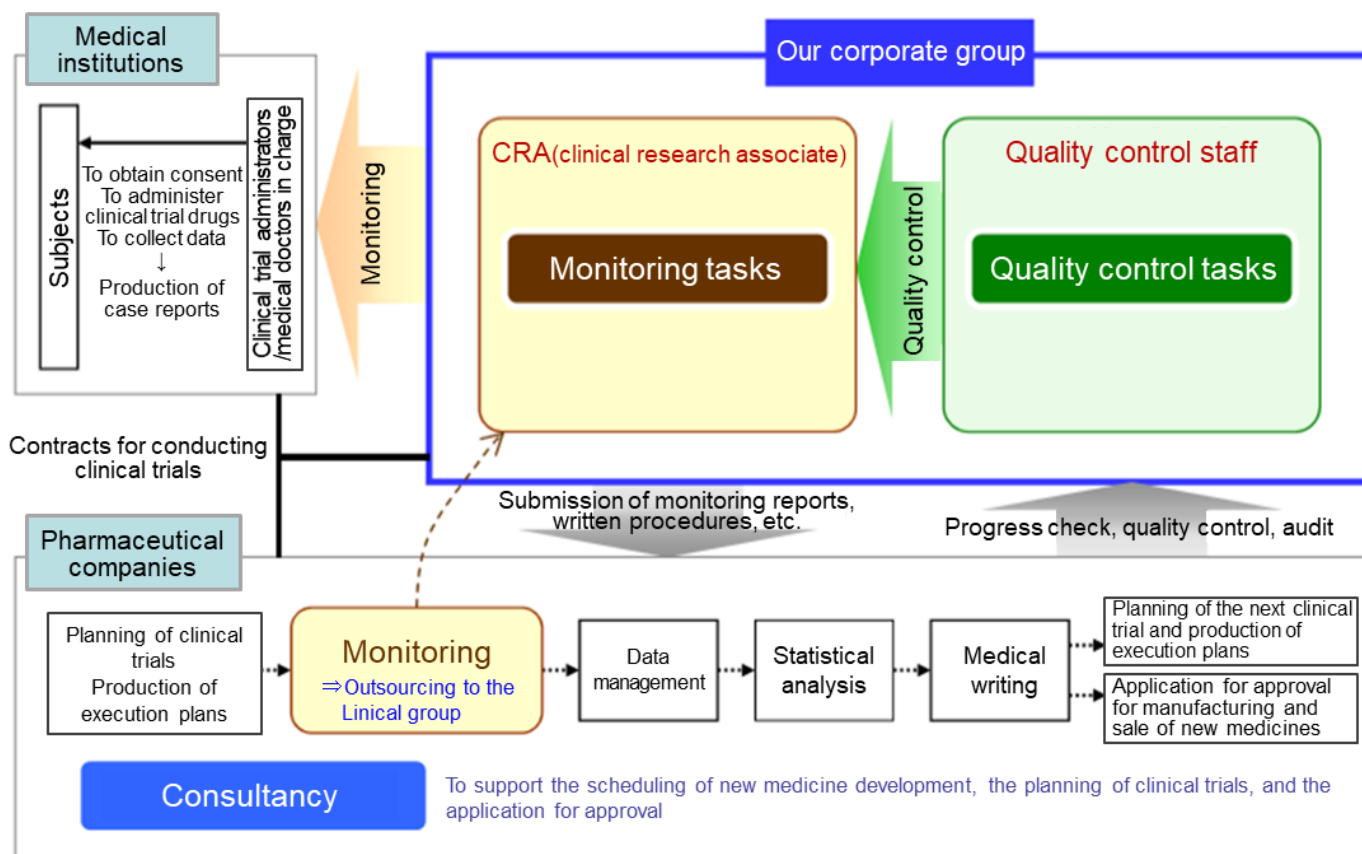 Medical
institutions
Our corporate group
Subjects
To obtain consent
To administer
clinical trial drugs
To collect data
↓
Production of
case reports
Clinical trial administrators
/medical doctors in charge
Monitoring
CRA(clinical research associate)
Monitoring tasks
Quality control
Quality control staff
Quality control tasks
Contracts for conducting
clinical trials
Submission of monitoring reports,
written procedures, etc.
Progress check, quality control, audit
Pharmaceutical
companies
Planning of clinical
trials
Production of
execution plans
Monitoring
⇒Outsourcing to the
Linical group
Data
management
Statistical
analysis
Medical
writing
Planning of the next clinical
trial and production of
execution plans
Application for approval
for manufacturing and
sale of new medicines
Consultancy
To support the scheduling of new medicine development, the planning of clinical trials, and the
application for approval